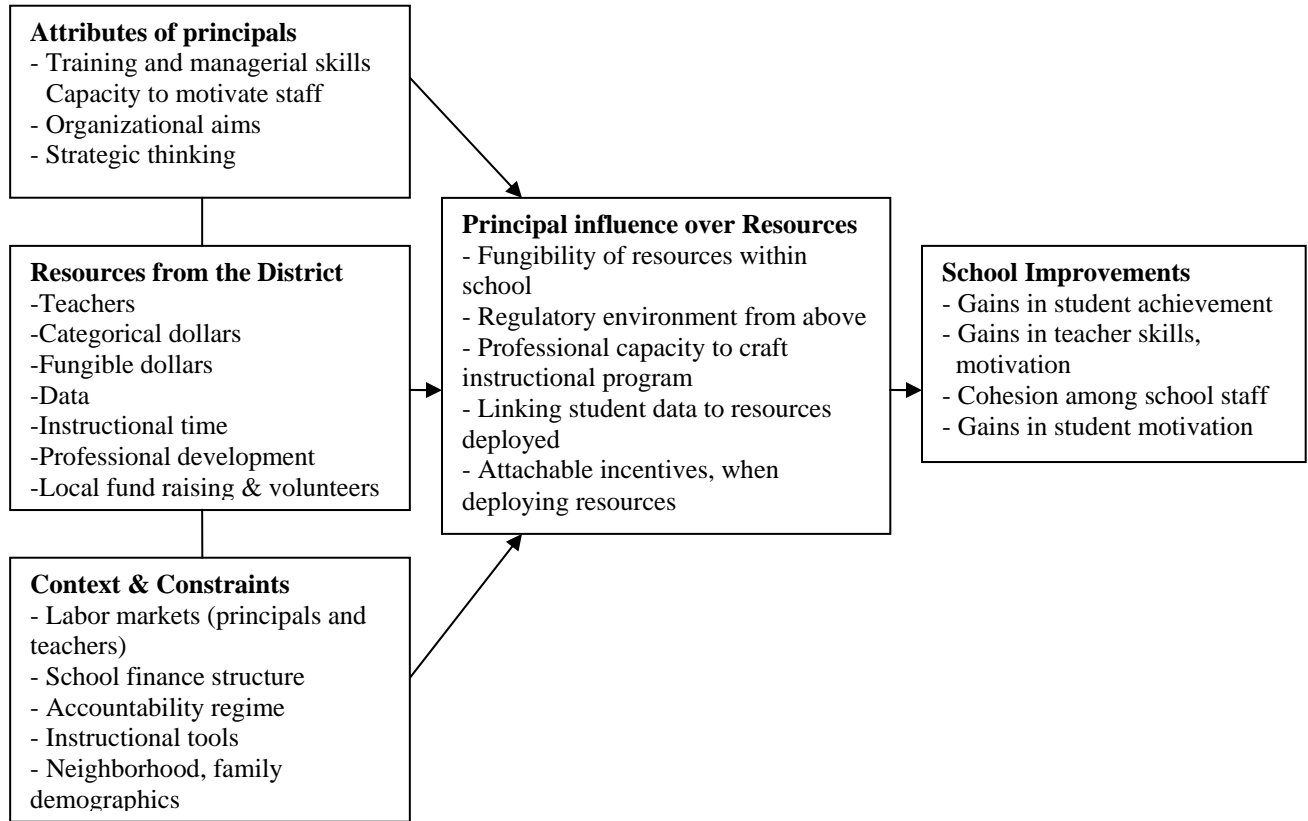 Attributes of principals
- Training and managerial skills
Capacity to motivate staff
- Organizational aims
- Strategic thinking
Resources from the District
-Teachers
-Categorical dollars
-Fungible dollars
-Data
-Instructional time
-Professional development
-Local fund raising & volunteers
Context & Constraints
- Labor markets (principals and
teachers)
- School finance structure
- Accountability regime
- Instructional tools
- Neighborhood, family
demographics
Principal influence over Resources
- Fungibility of resources within
school
- Regulatory environment from above
- Professional capacity to craft
instructional program
- Linking student data to resources
deployed
- Attachable incentives, when
deploying resources
School Improvements
- Gains in student achievement
- Gains in teacher skills,
motivation
- Cohesion among school staff
- Gains in student motivation